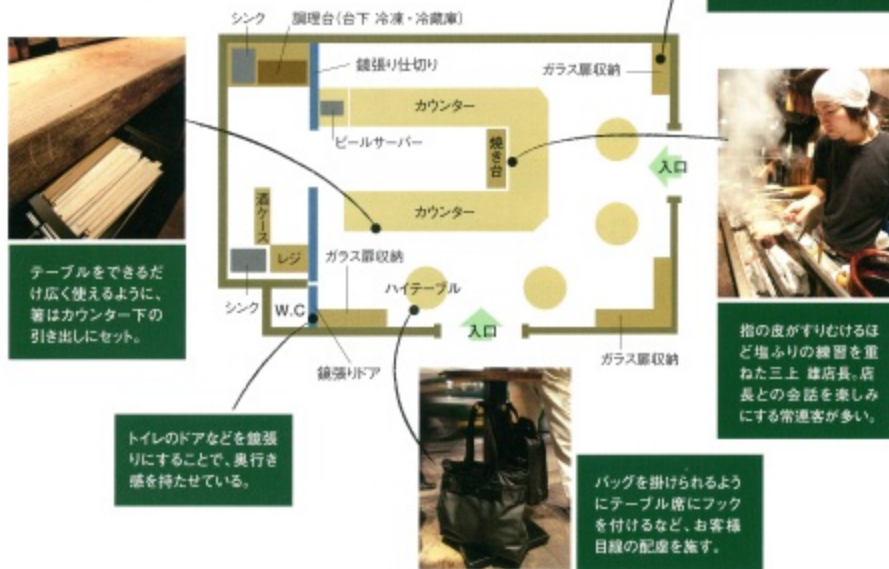 シンク
調理台(台下 冷凍・冷蔵庫)
鏡張り仕切り
ガラス扉収納
カウンター
ビールサーバー
焼き台
入口
カウンター
酒ケース
レジ
ガラス扉収納
シンク
W.C
ハイテーブル
入口
鏡張りドア
ガラス扉収納
テーブルをできるだ
け広く使えるように、
箸はカウンター下の
引き出しにセット。
指の皮がすりむけるほ
ど塩ふりの練習を重
ねた三上 雄店長。店
長との会話を楽しみ
にする常連客が多い。
トイレのドアなどを鏡張
りにすることで、奥行き
感を持たせている。
バッグを掛けられるよう
にテーブル席にフック
を付けるなど、お客様
目線の配慮を施す。